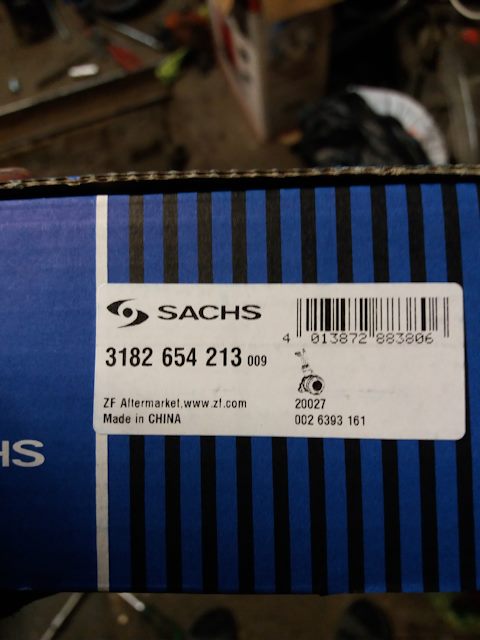 SACHS
4 013872 883806
3182 654 213 009
ZF Aftermarket.www.zf.com
Made in CHINA
20027
002 6393 161
HS